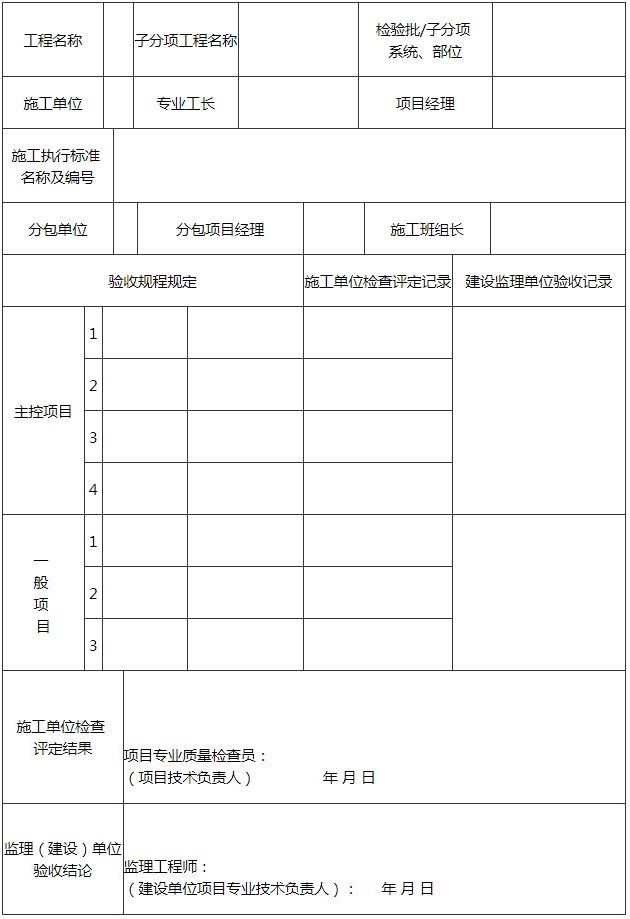 工程名称 子分项工程名称 检验批/子分项
系统、部位
施工单位 专业工长 项目经理
施工执行标准
名称及编号
分包单位 分包项目经理 施工班组长
验收规程规定 施工单位检查评定记录 建设监理单位验收记录
主控项目
1
2
3
4
一
般
项
目
1
2
3
施工单位检查
评定结果
项目专业质量检查员：
（项目技术负责人） 年 月 日
监理（建设）单位
验收结论
监理工程师：
（建设单位项目专业技术负责人）： 年 月 日